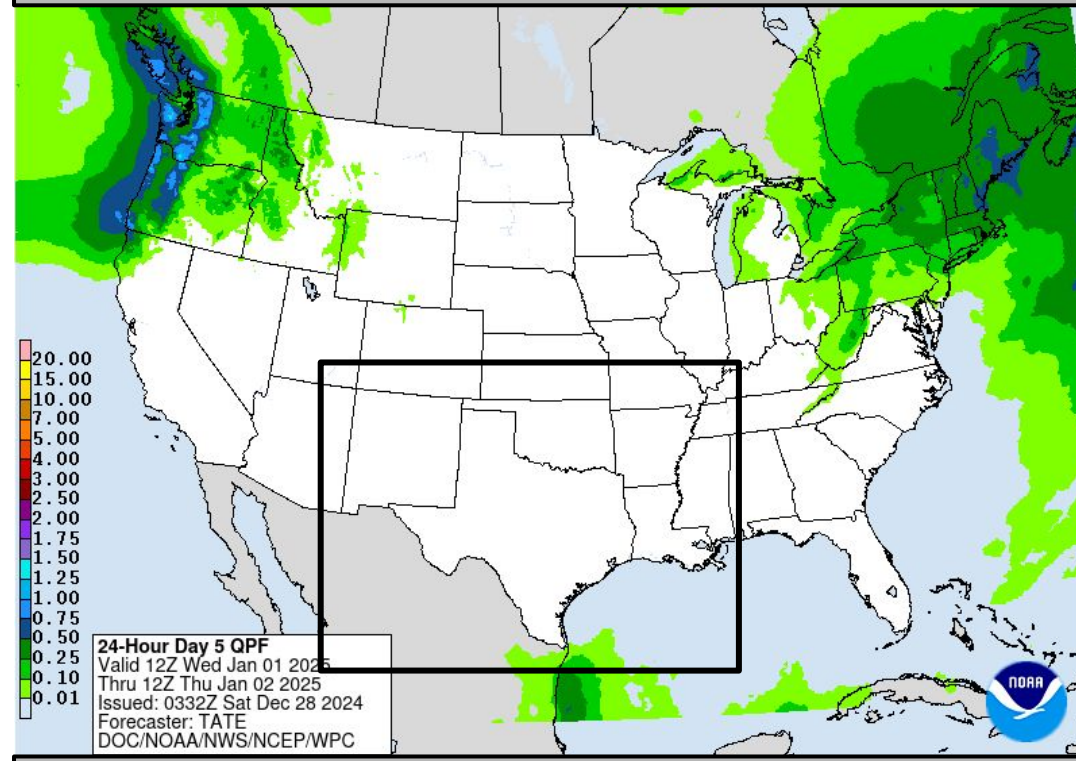 20.00
15.00
10.00
7.00
5.00
4.00
3.00
2.50
2.00
1.75
1.50
1.25
1.00
0.75
0.50
0.25
0.10
0.01
24-Hour Day 5 QPF
Valid 12Z Wed Jan 01 2025
Thru 12Z Thu Jan 02 2025
Issued: 0332Z Sat Dec 28 2024
Forecaster: TATE
DOC/NOAA/NWS/NCEP/WPC
NOAA